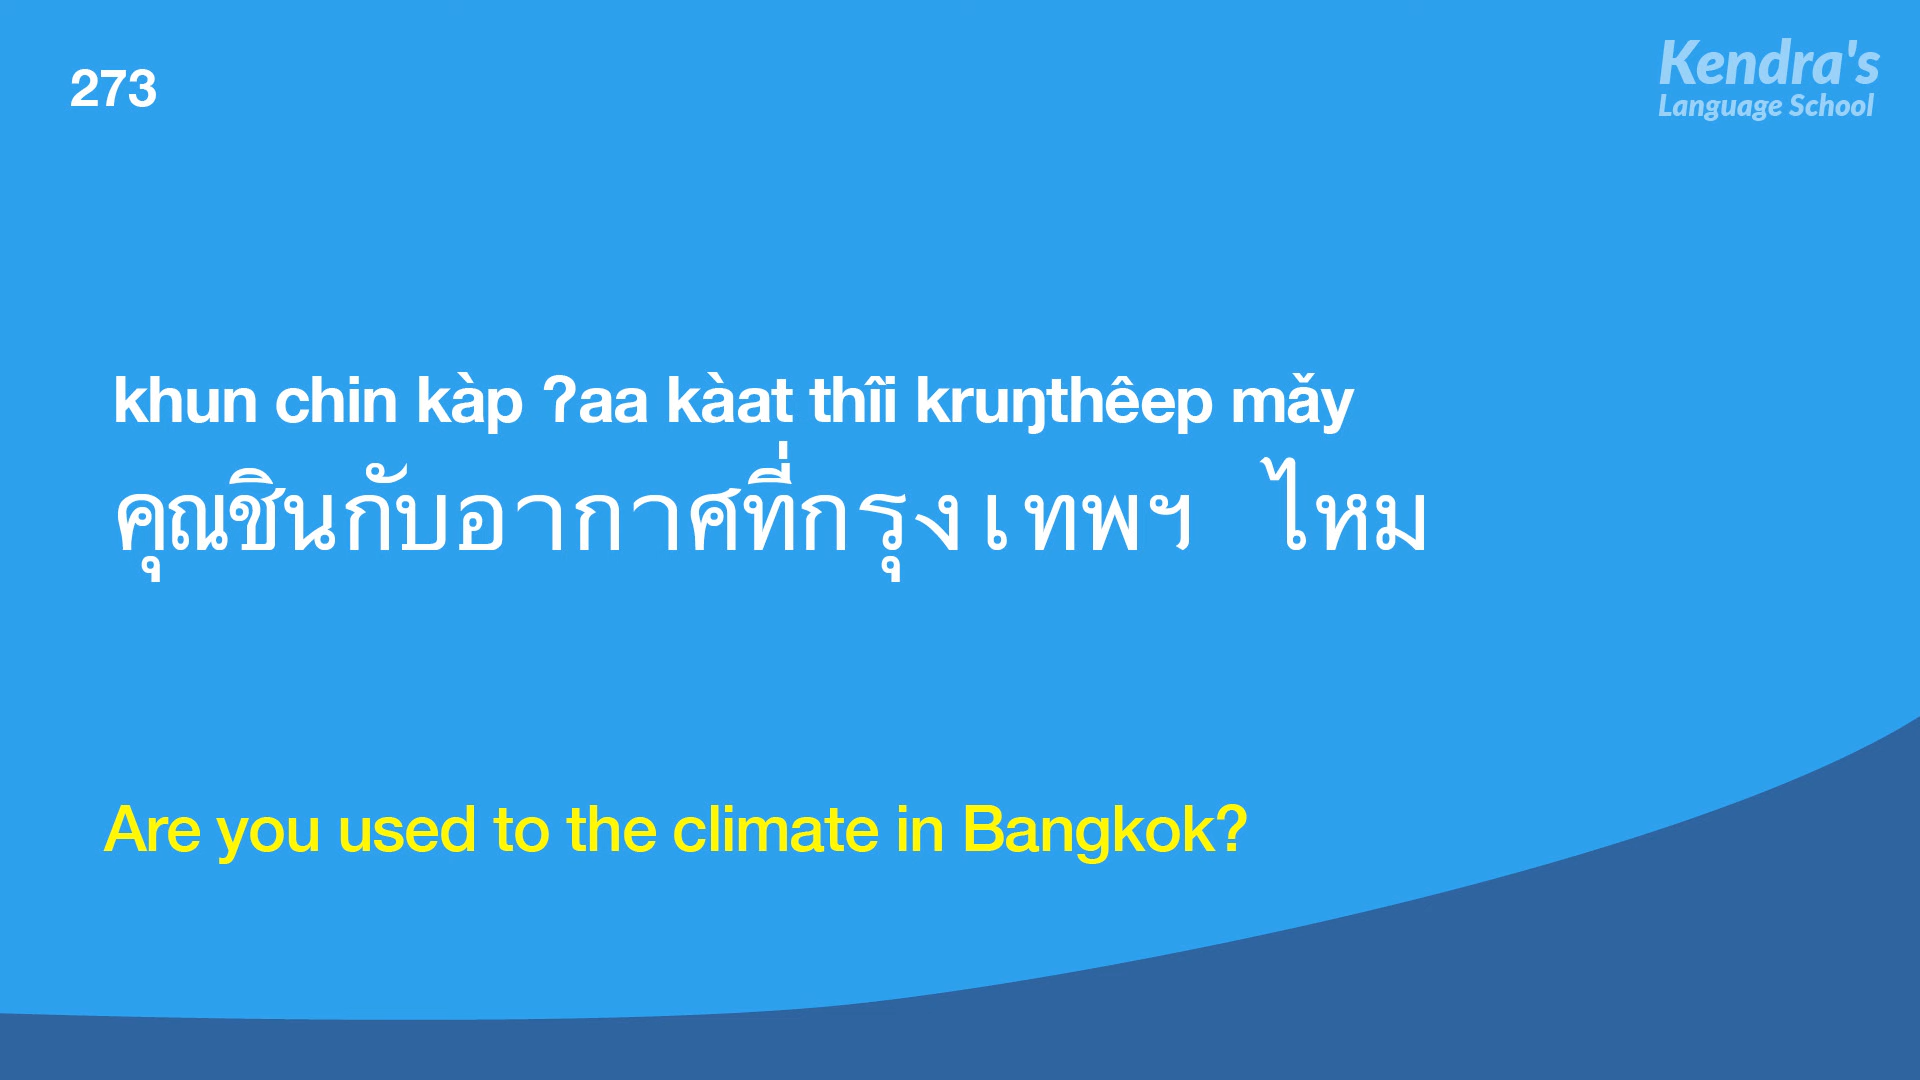 273
Kendra's
Language School
khun chin kàp ʔaa kàat thîi kruŋthêep mǎy
คุณชินกับอากาศที่กรุงเทพฯ ไหม
Are you used to the climate in Bangkok?